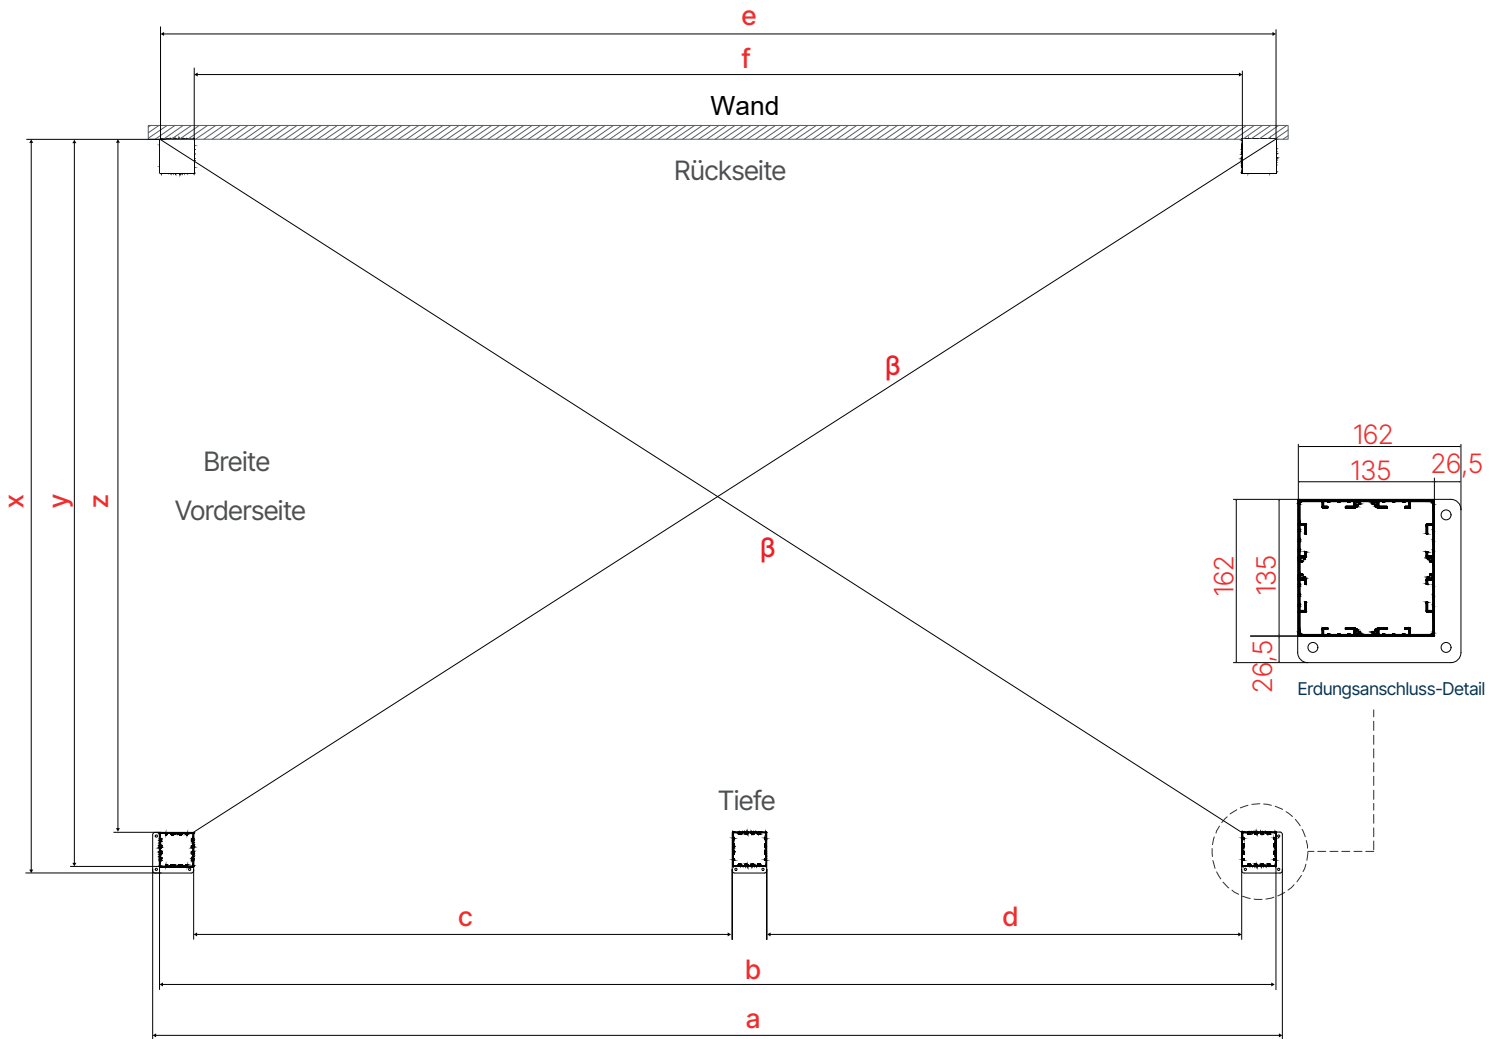 e
f
Wand
Rückseite
β
Breite
x
y
z
Vorderseite
β
162
135
26,5
162
135
26,5
Erdungsanschluss-Detail
Tiefe
c
d
b
a